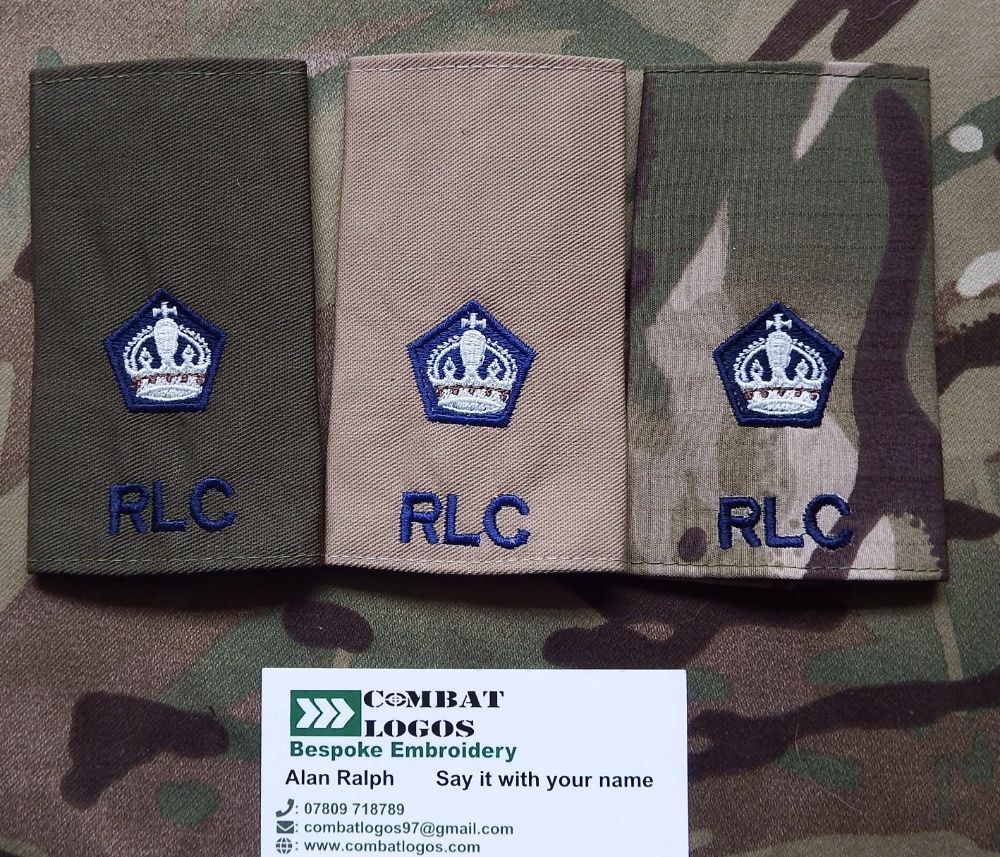 RLC
RLC
RLC
COMBAT
LOGOS
Bespoke Embroidery
Alan Ralph Say it with your name
: 07809 718789
: combatlogos97@gmail.com
: www.combatlogos.com